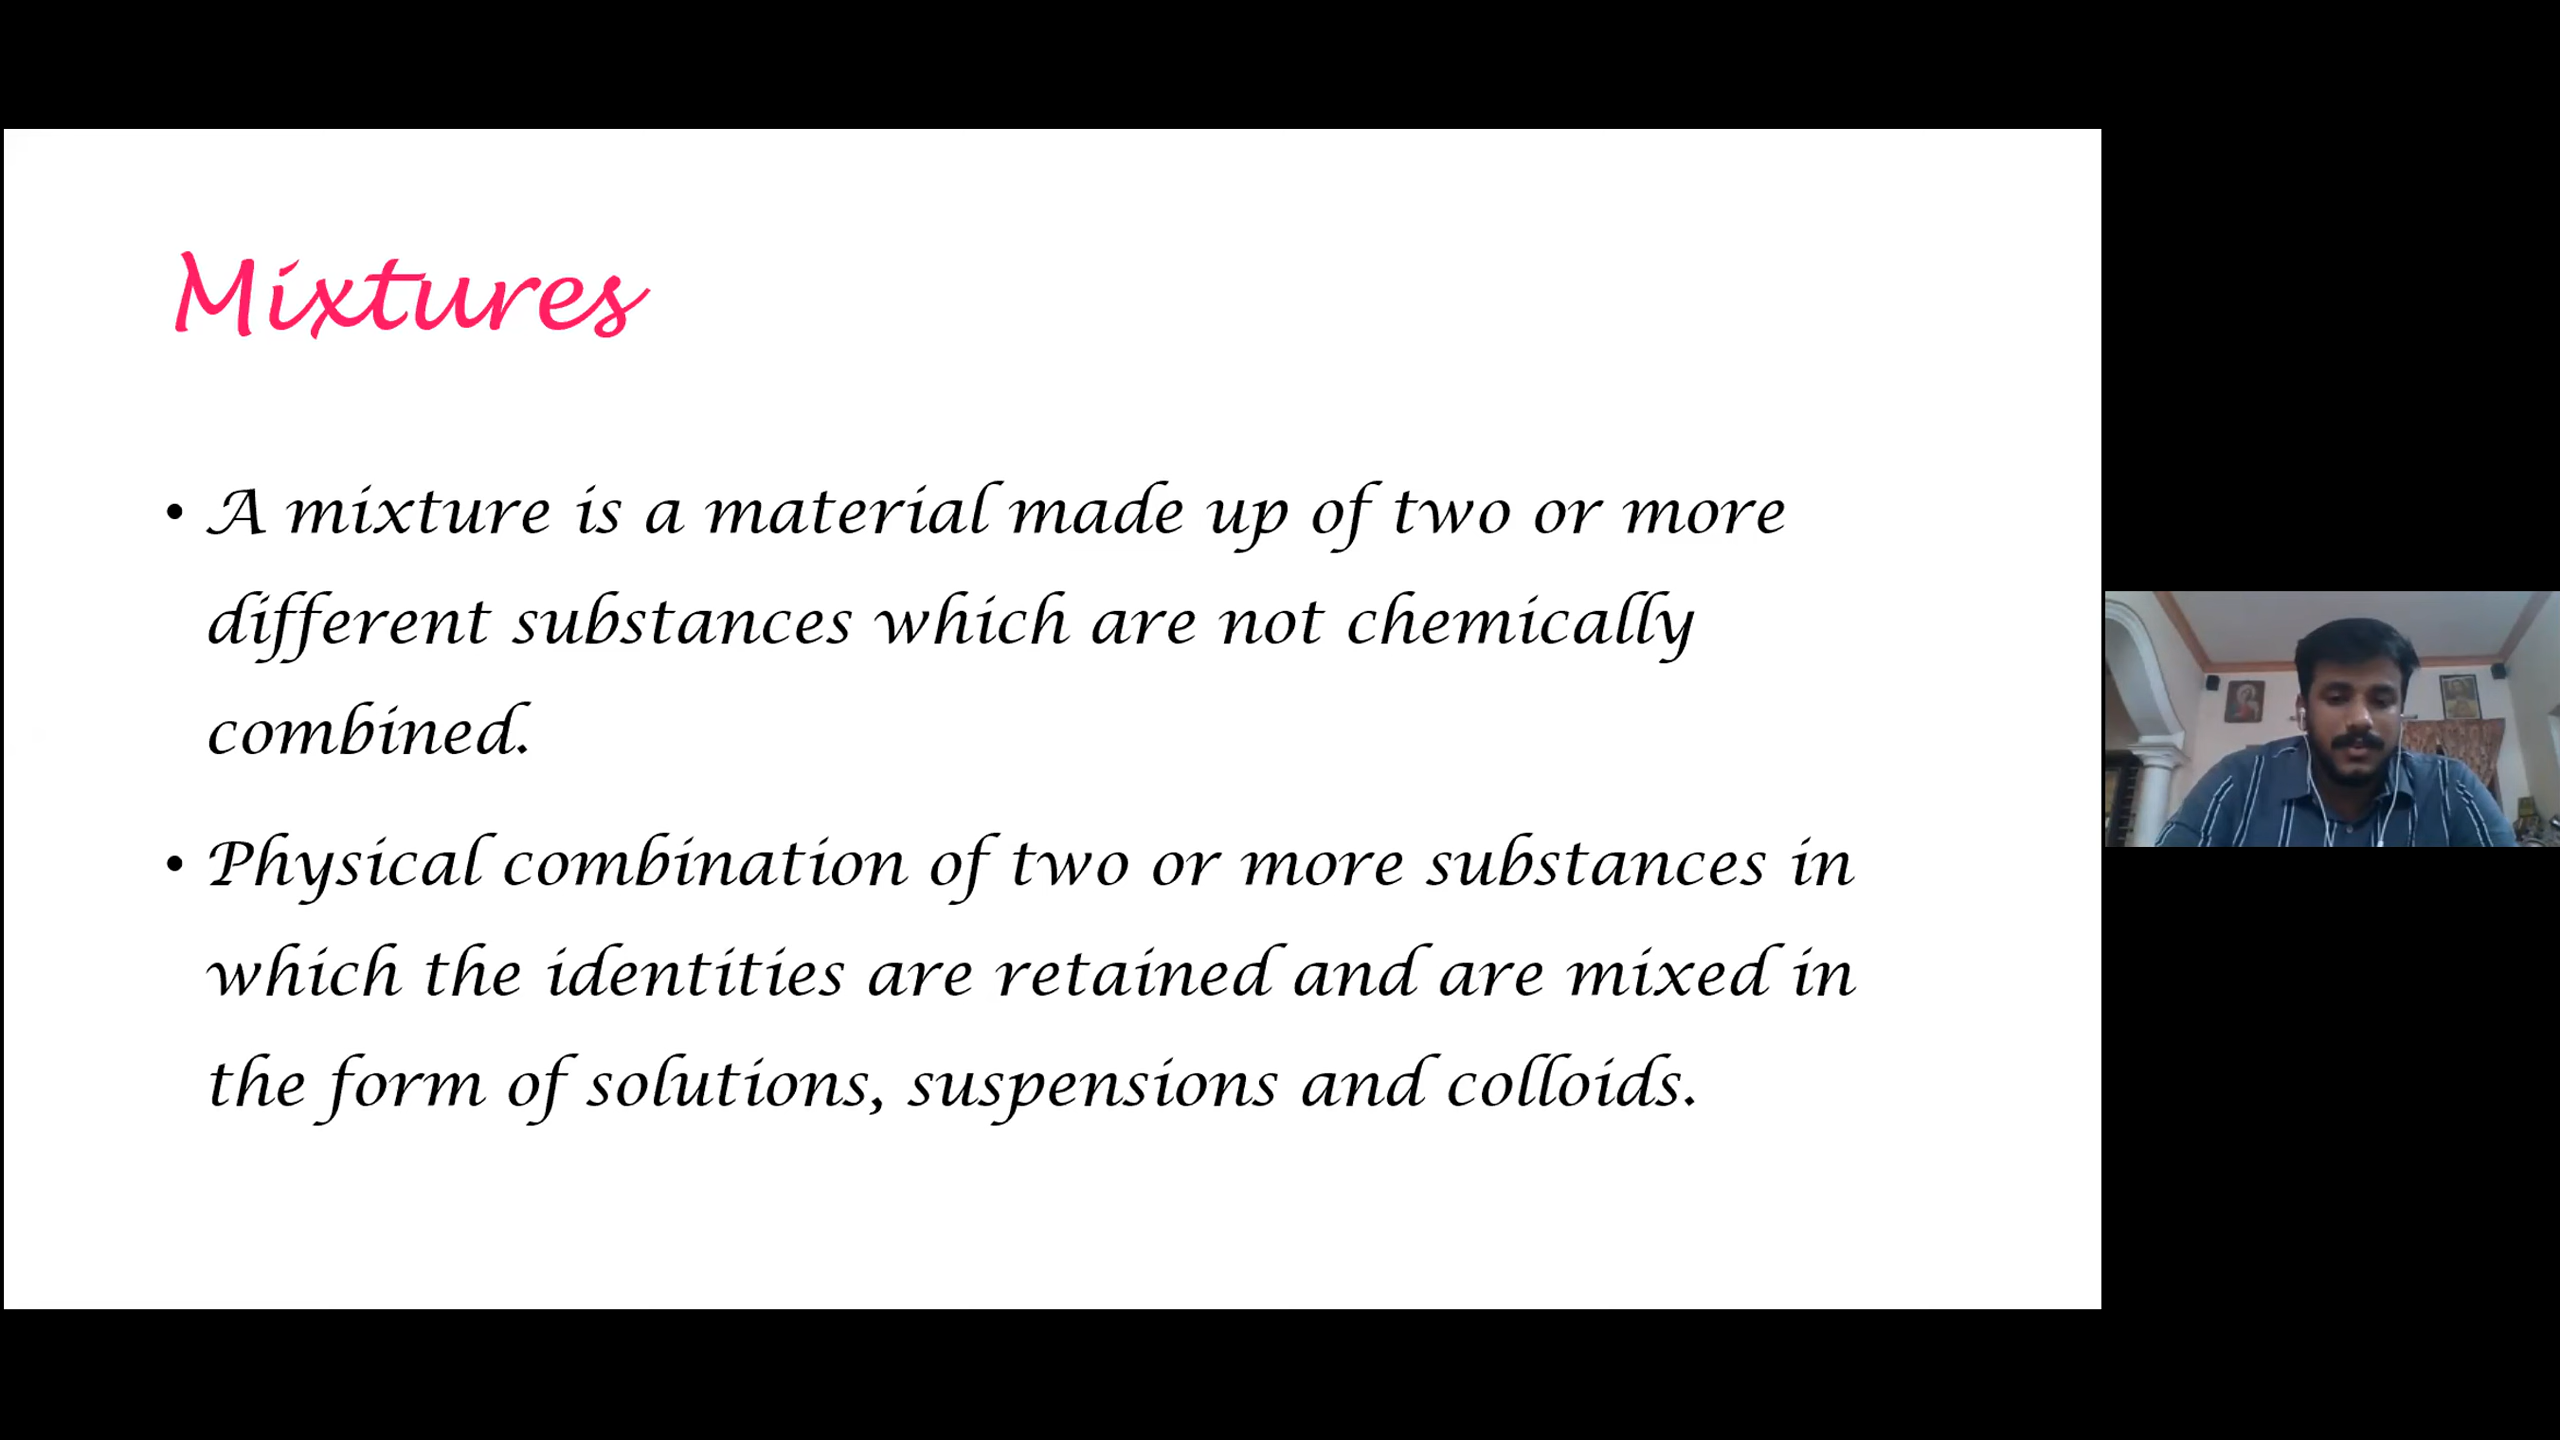 Mixtures
• A mixture is a material made up of two or more
different substances which are not chemically
combined.
• Physical combination of two or more substances in
which the identities are retained and are mixed in
the form of solutions, suspensions and colloids.